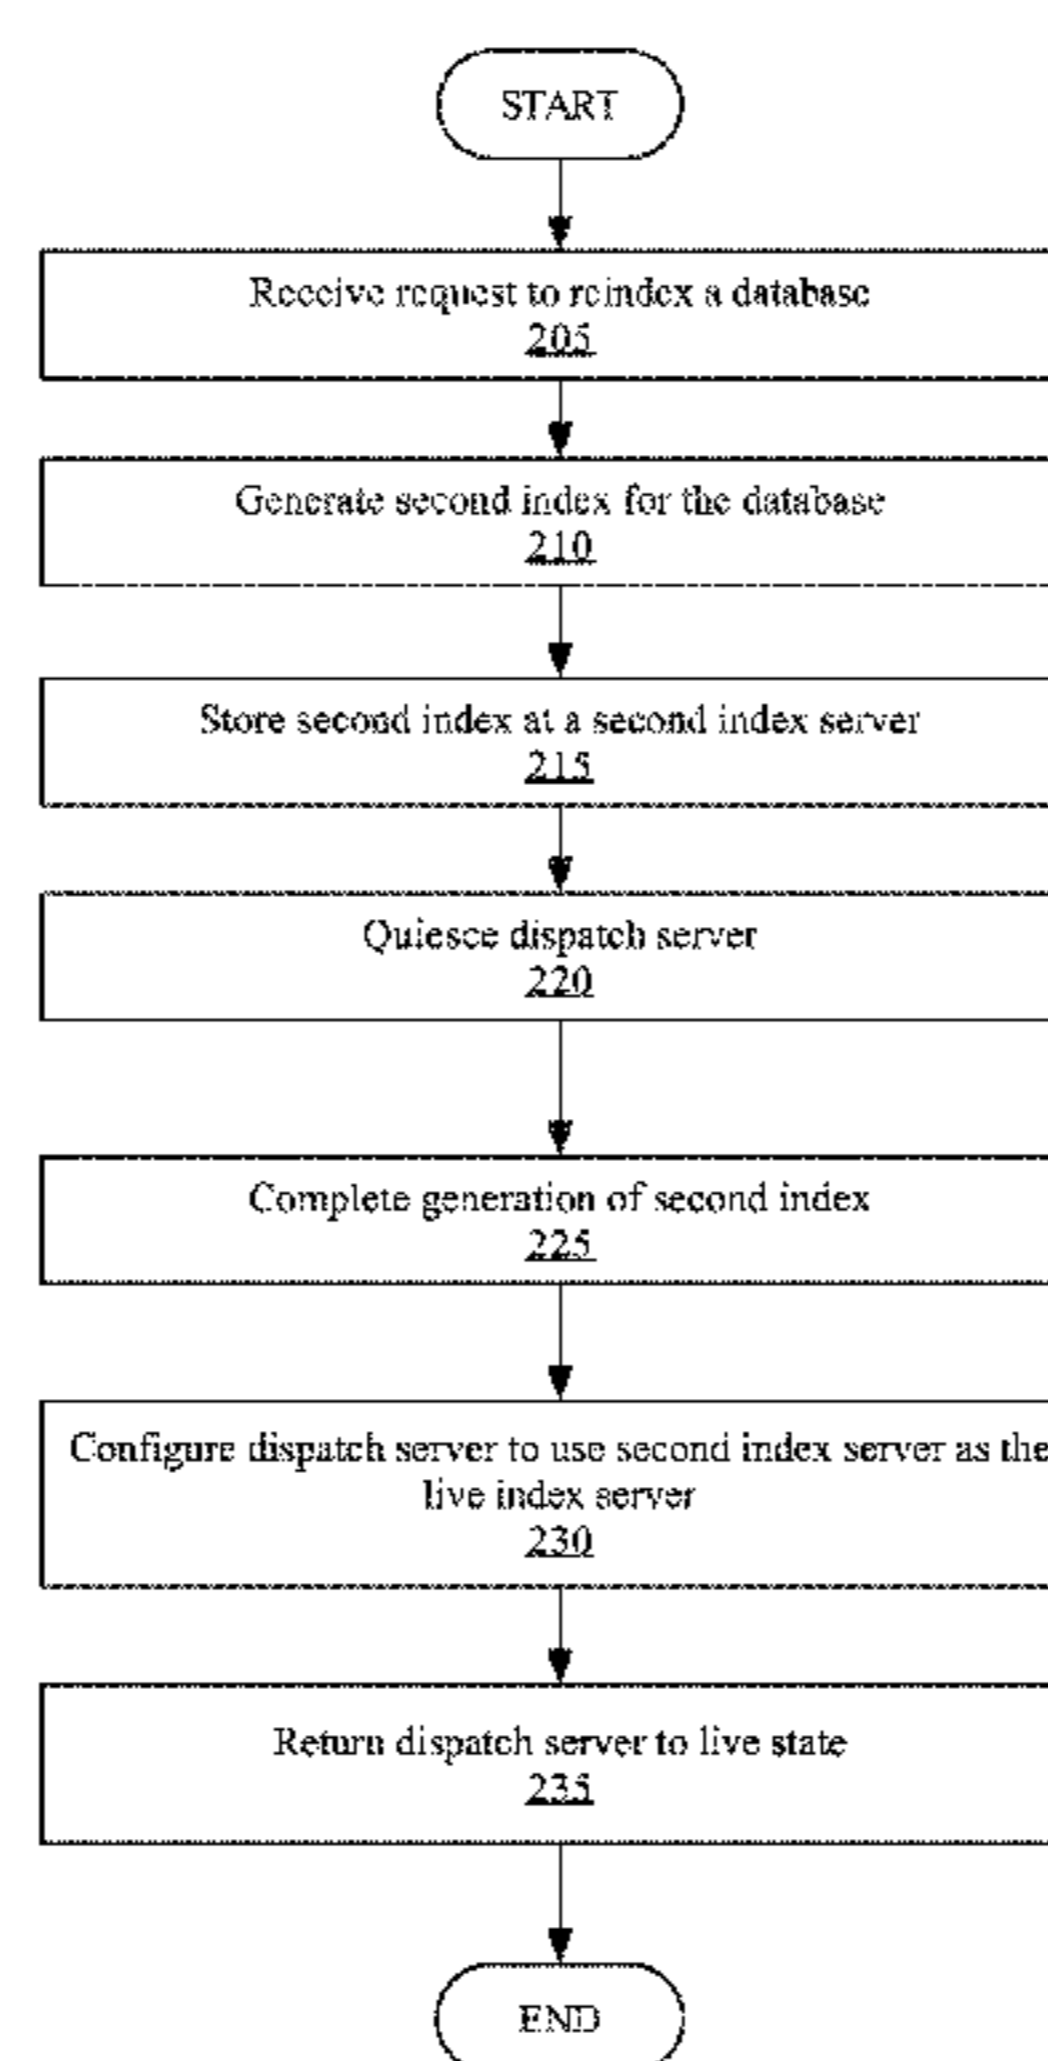 START
Receive request to reindex a database
205
Generate second index for the database
210
Store second index at a second index server
215
Quiesce dispatch server
220
Complete generation of second index
225
Configure dispatch server to use second index server as the
live index server
230
Return dispatch server to live state
235
END